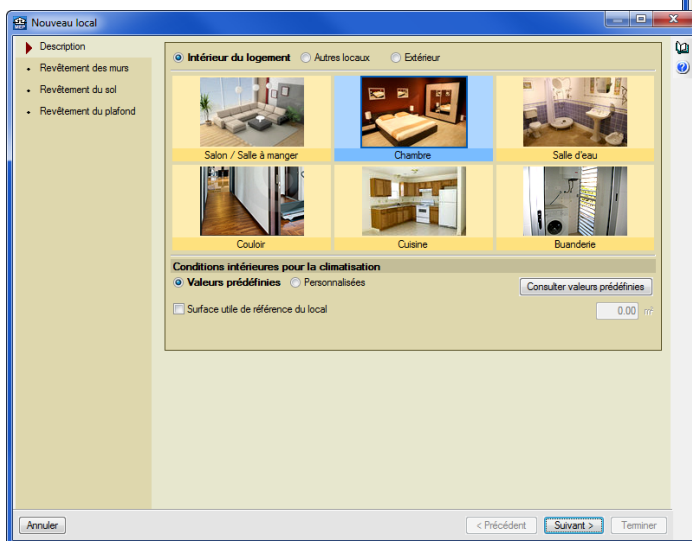 Nouveau local
Description
Revêtement des murs
Revêtement du sol
Revêtement du plafond
Intérieur du logement Autres locaux Extérieur
Salon / Salle à manger Chambre Salle d'eau
Couloir Cuisine Buanderie
Conditions intérieures pour la climatisation
Valeurs prédéfinies Personnalisées Consulter valeurs prédéfinies
Surface utile de référence du local 0.00 m²
Annuler < Précédent Suivant > Terminer